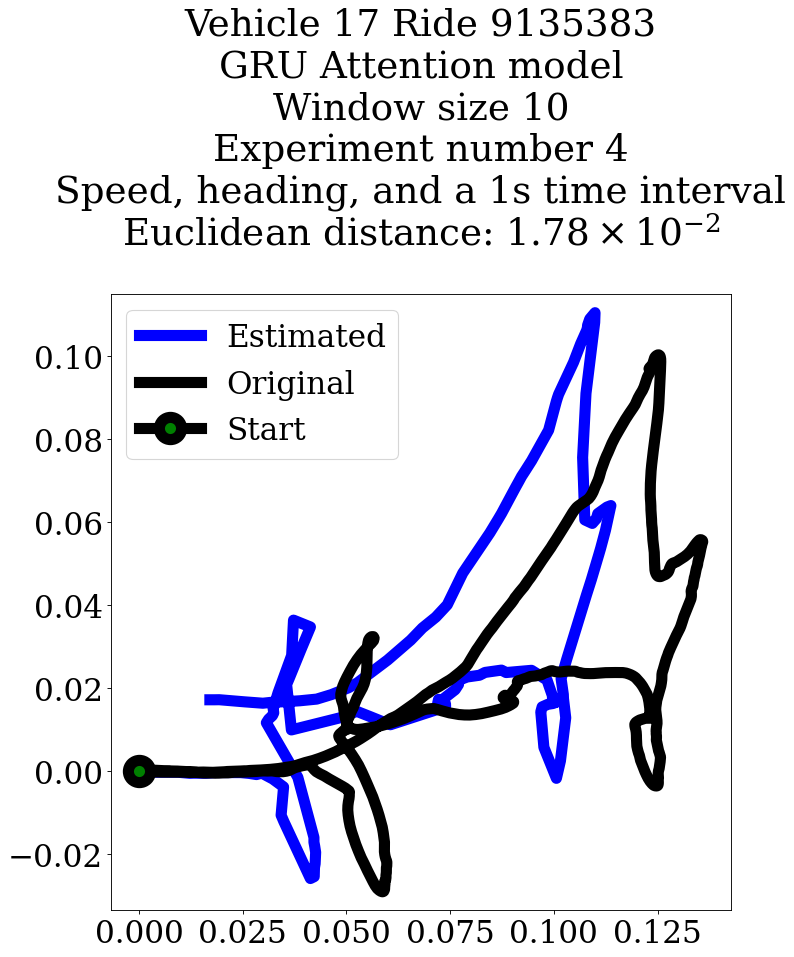 Vehicle 17 Ride 9135383
GRU Attention model
Window size 10
Experiment number 4
Speed, heading, and a 1s time interval
Euclidean distance: 1.78 × 10⁻²
Estimated
Original
Start
0.10
0.08
0.06
0.04
0.02
0.00
−0.02
0.000 0.025 0.050 0.075 0.100 0.125